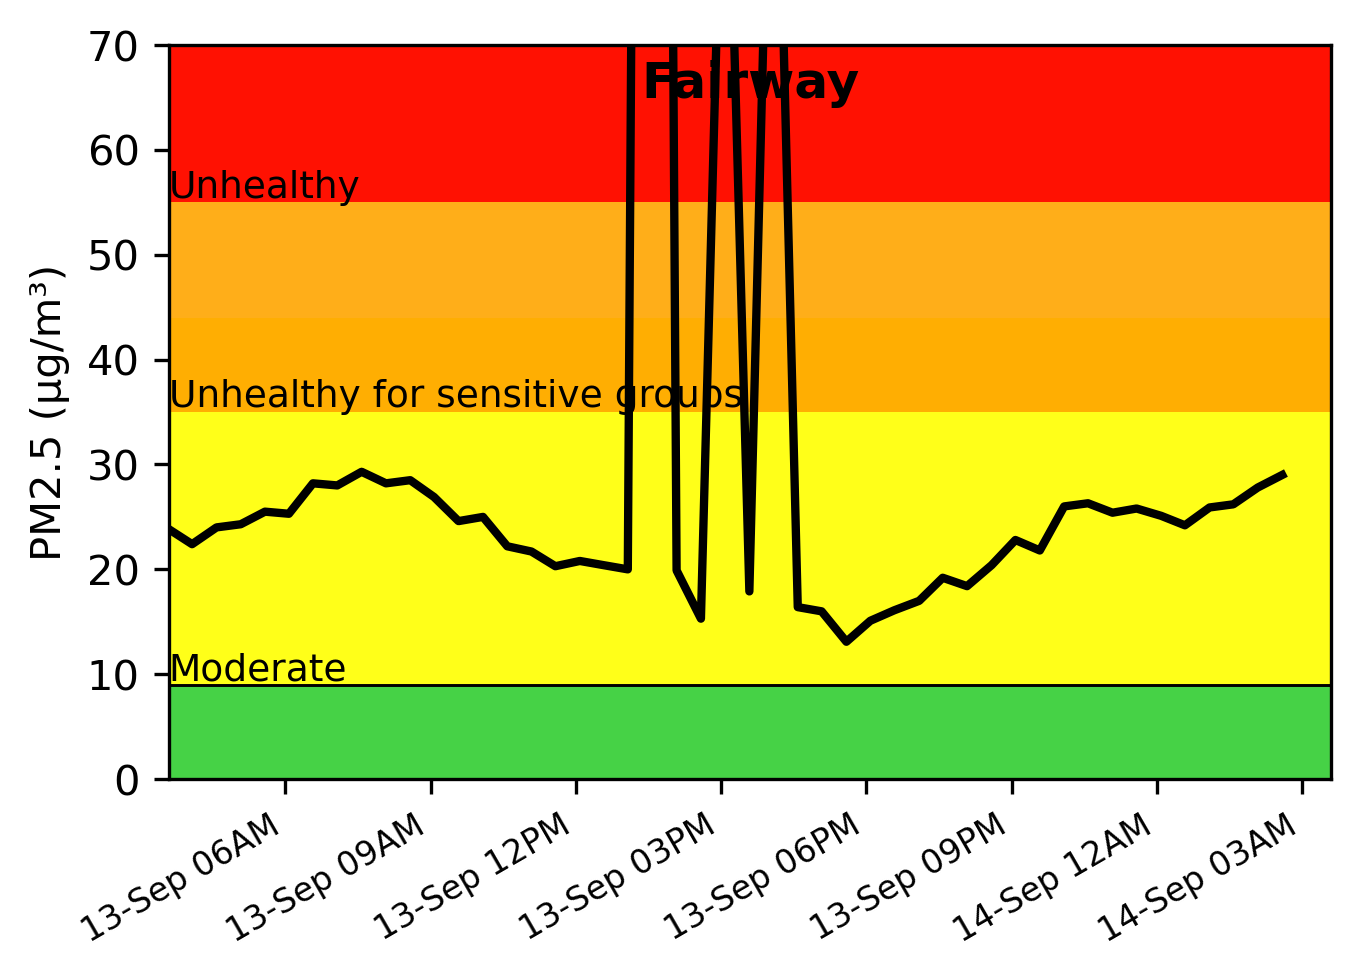 Fairway
70
60
50
40
30
20
10
0
PM2.5 (µg/m³)
Unhealthy
Unhealthy for sensitive groups
Moderate
13-Sep 06AM
13-Sep 09AM
13-Sep 12PM
13-Sep 03PM
13-Sep 06PM
13-Sep 09PM
14-Sep 12AM
14-Sep 03AM